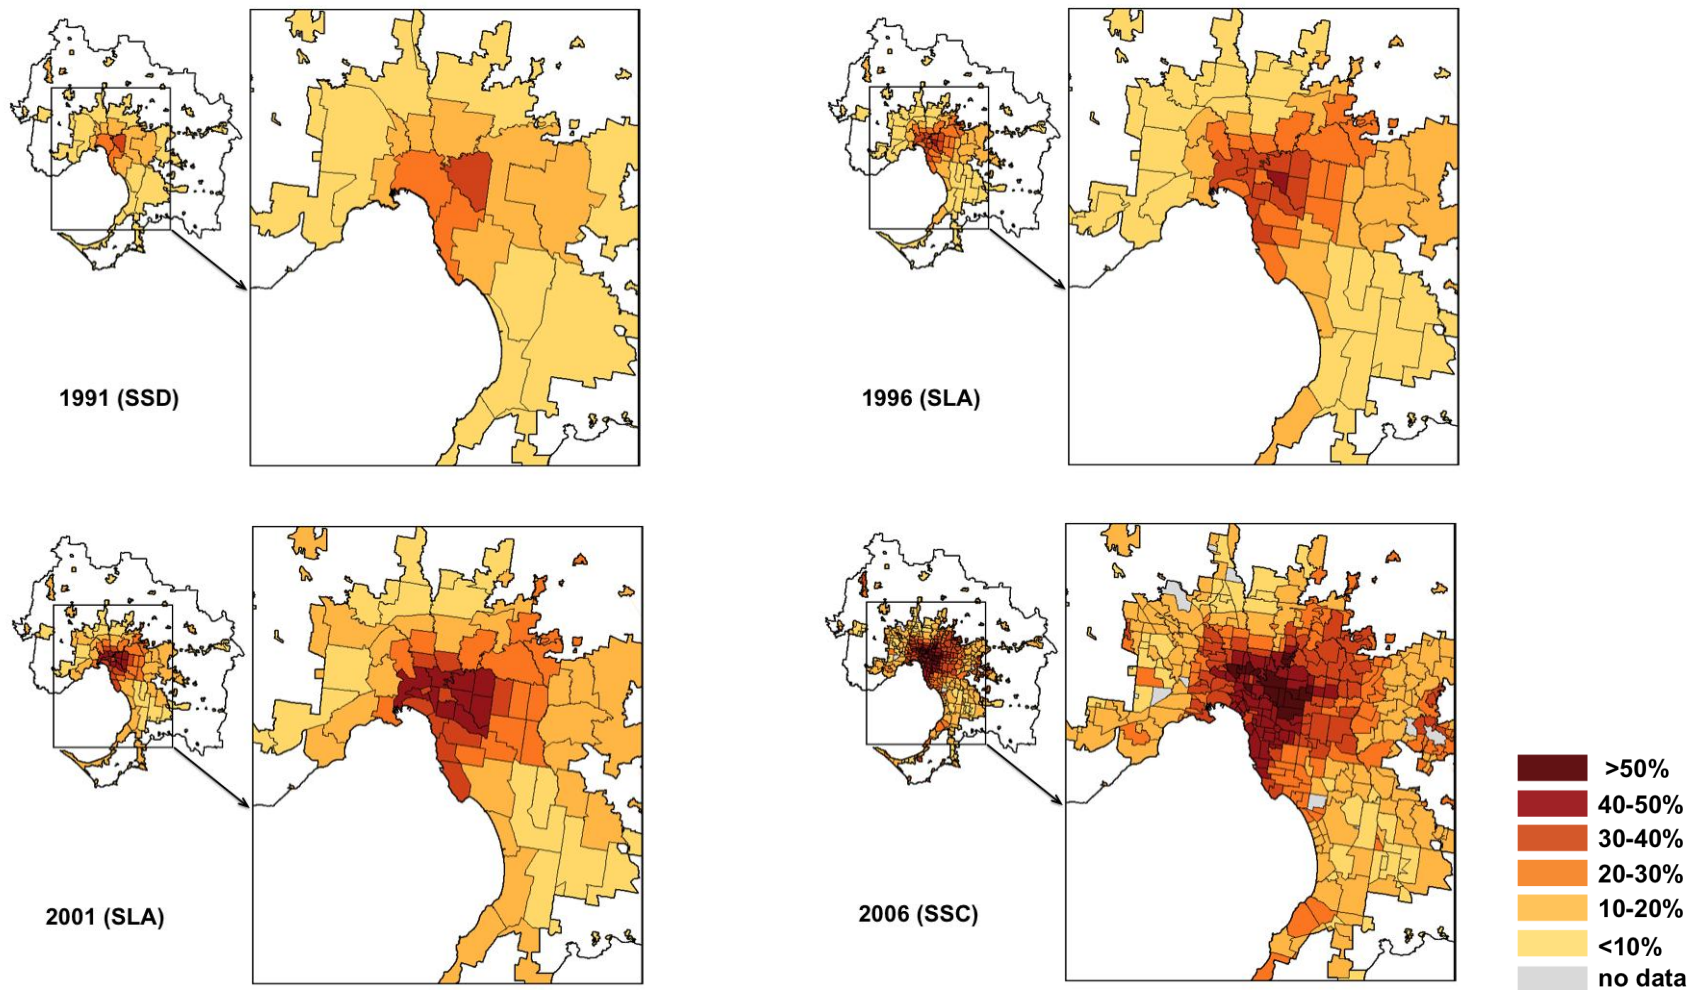 1991 (SSD)
1996 (SLA)
2001 (SLA)
2006 (SSC)
>50%
40-50%
30-40%
20-30%
10-20%
<10%
no data